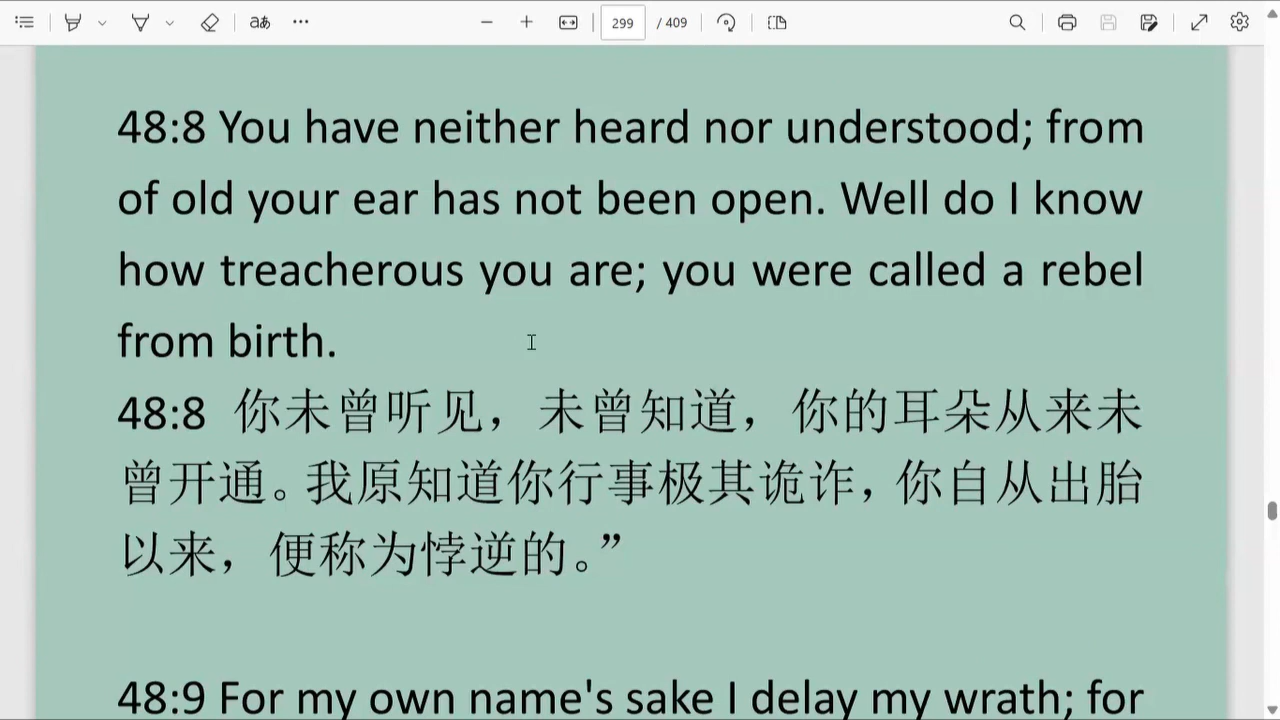 aあ
299
/ 409
48:8 You have neither heard nor understood; from
of old your ear has not been open. Well do I know
how treacherous you are; you were called a rebel
from birth.
48:8 你未曾听见，未曾知道，你的耳朵从来未
曾开通。我原知道你行事极其诡诈，你自从出胎
以来，便称为悖逆的。”
48:9 For my own name's sake I delay my wrath; for